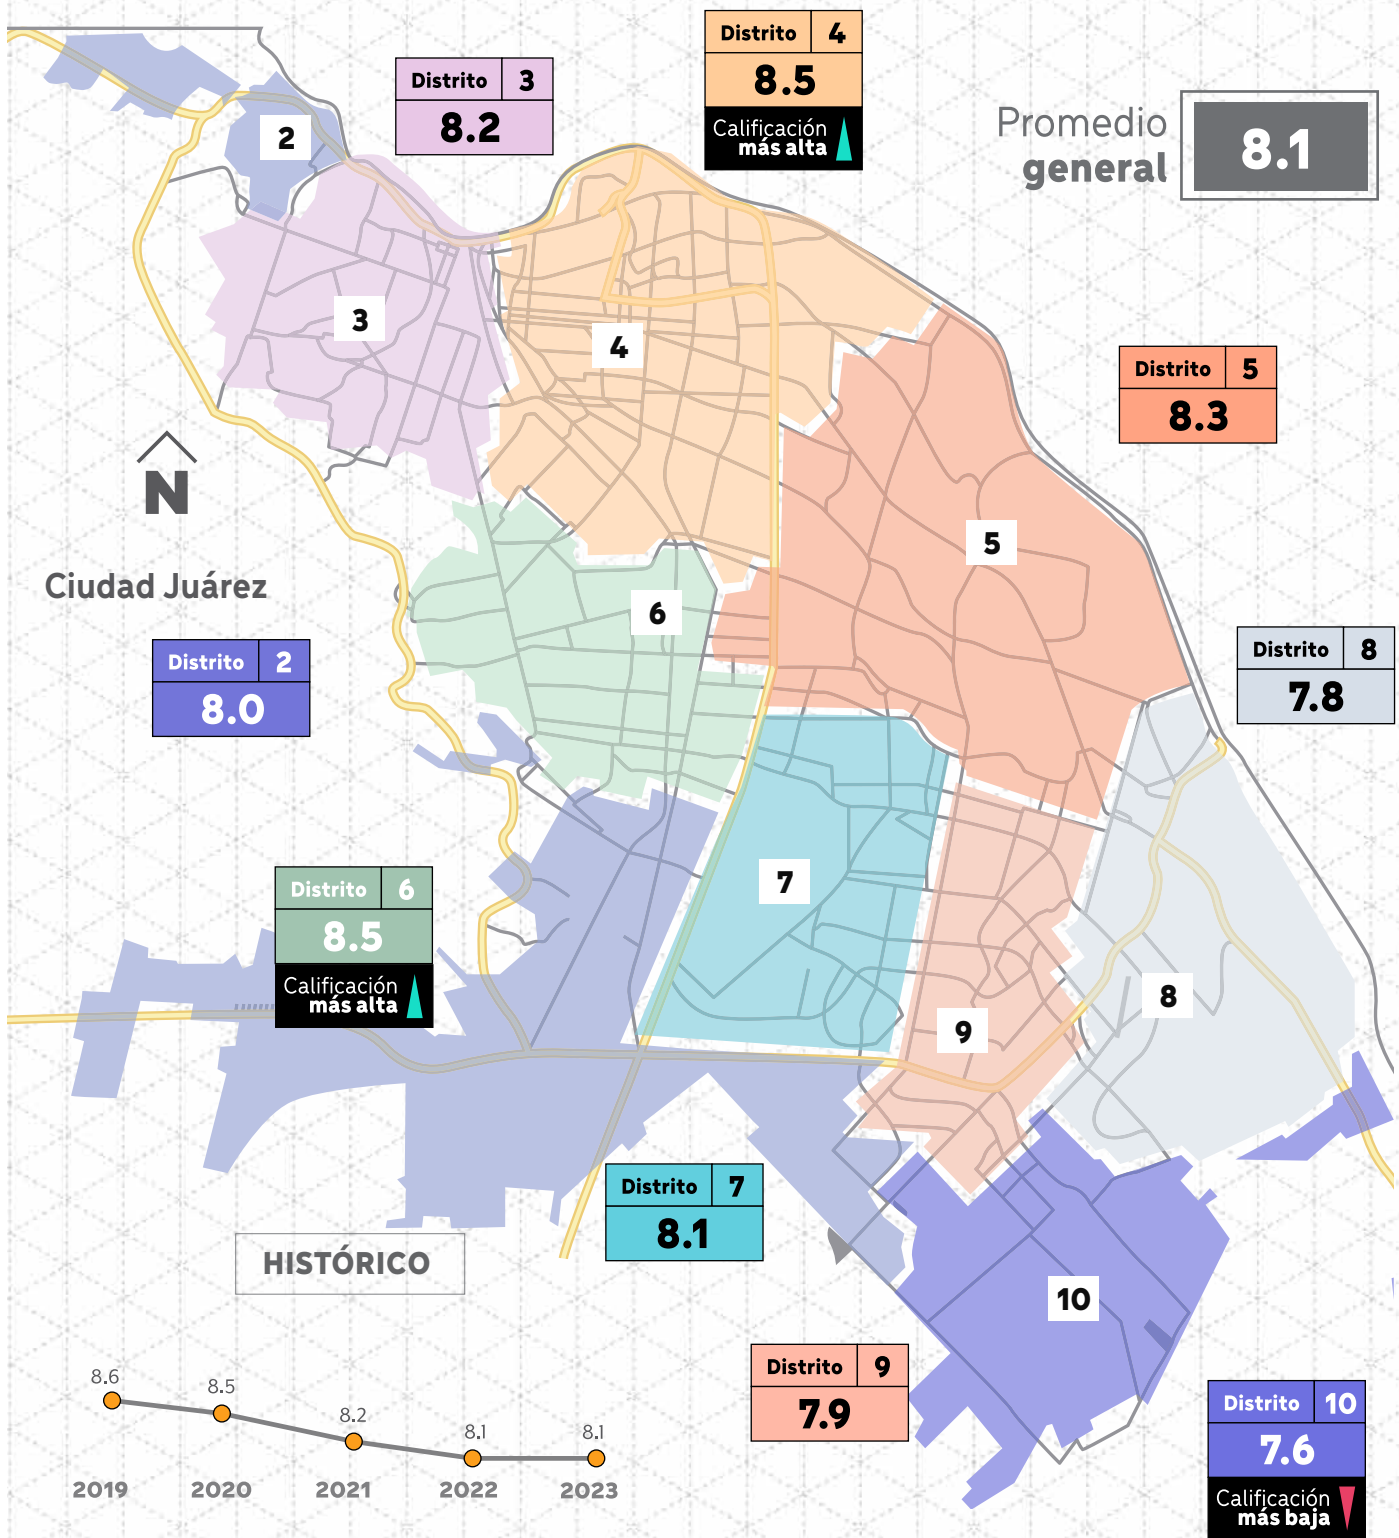 Distrito 4
8.5
Calificación
más alta
Distrito 3
8.2
Promedio
general
8.1
2
3
4
Distrito 5
8.3
N
5
Ciudad Juárez
6
Distrito 2
8.0
Distrito 8
7.8
7
Distrito 6
8.5
Calificación
más alta
8
9
Distrito 7
8.1
HISTÓRICO
10
Distrito 9
7.9
Distrito 10
7.6
Calificación
más baja
8.6
8.5
8.2
8.1
8.1
2019
2020
2021
2022
2023